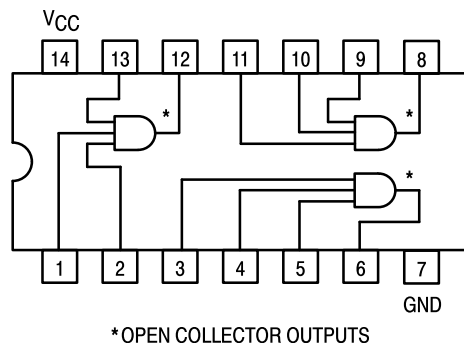 VCC
14 13 12 11 10 9 8
*
*
*
1 2 3 4 5 6 7
GND
* OPEN COLLECTOR OUTPUTS